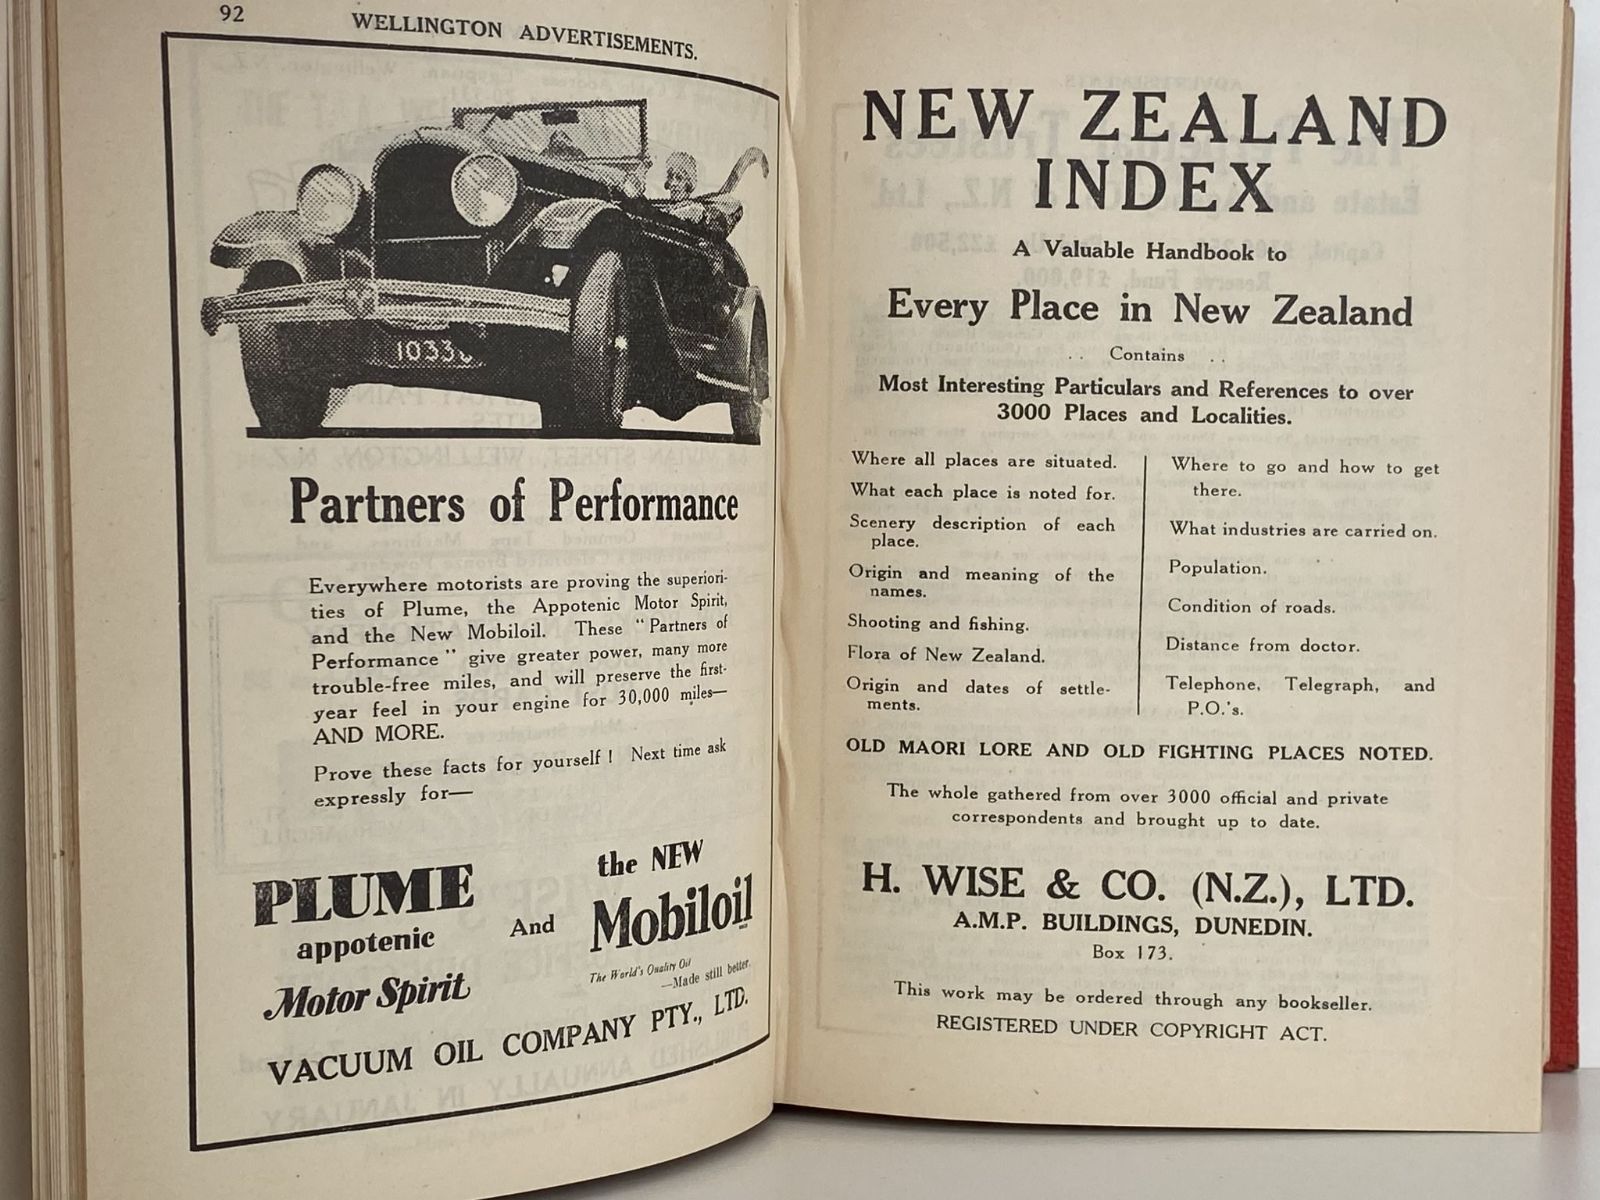 92
WELLINGTON ADVERTISEMENTS.
Partners of Performance
Everywhere motorists are proving the superiori-
ties of Plume, the Appotenic Motor Spirit,
and the New Mobiloil. These "Partners of
Performance" give greater power, many more
trouble-free miles, and will preserve the first-
year feel in your engine for 30,000 miles—
AND MORE.
Prove these facts for yourself! Next time ask
expressly for—
PLUME
appotenic
Motor Spirit
And
the NEW
Mobiloil
The World's Quality Oil
—Made still better.
VACUUM OIL COMPANY PTY., LTD.
NEW ZEALAND
INDEX
A Valuable Handbook to
Every Place in New Zealand
.. Contains ..
Most Interesting Particulars and References to over
3000 Places and Localities.
Where all places are situated.
What each place is noted for.
Scenery description of each
place.
Origin and meaning of the
names.
Shooting and fishing.
Flora of New Zealand.
Origin and dates of settle-
ments.
Where to go and how to get
there.
What industries are carried on.
Population.
Condition of roads.
Distance from doctor.
Telephone, Telegraph, and
P.O.'s.
OLD MAORI LORE AND OLD FIGHTING PLACES NOTED.
The whole gathered from over 3000 official and private
correspondents and brought up to date.
H. WISE & CO. (N.Z.), LTD.
A.M.P. BUILDINGS, DUNEDIN.
Box 173.
This work may be ordered through any bookseller.
REGISTERED UNDER COPYRIGHT ACT.